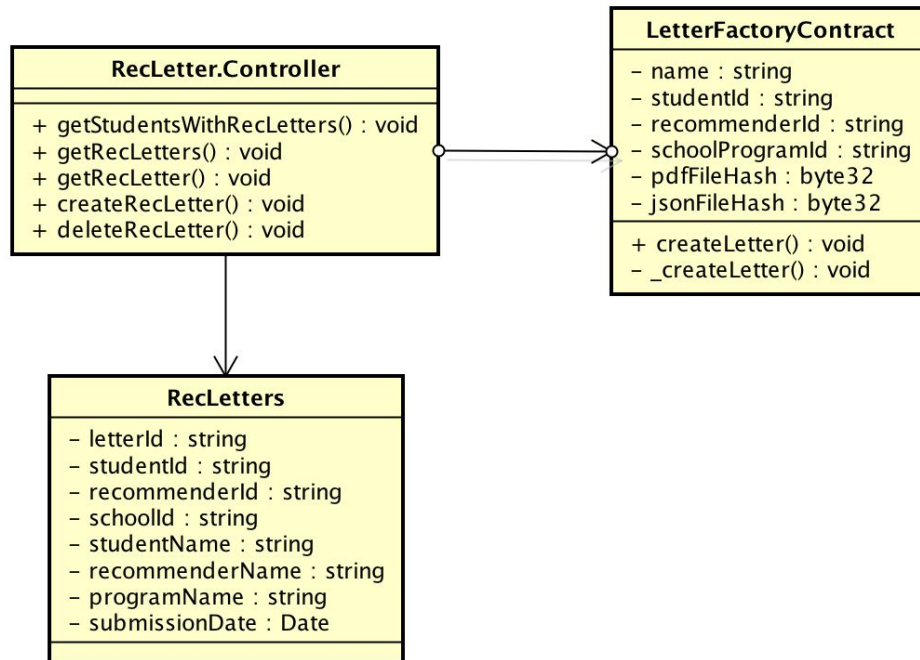 RecLetter.Controller
+ getStudentsWithRecLetters() : void
+ getRecLetters() : void
+ getRecLetter() : void
+ createRecLetter() : void
+ deleteRecLetter() : void
LetterFactoryContract
– name : string
– studentId : string
– recommenderId : string
– schoolProgramId : string
– pdfFileHash : byte32
– jsonFileHash : byte32
+ createLetter() : void
– _createLetter() : void
RecLetters
– letterId : string
– studentId : string
– recommenderId : string
– schoolId : string
– studentName : string
– recommenderName : string
– programName : string
– submissionDate : Date